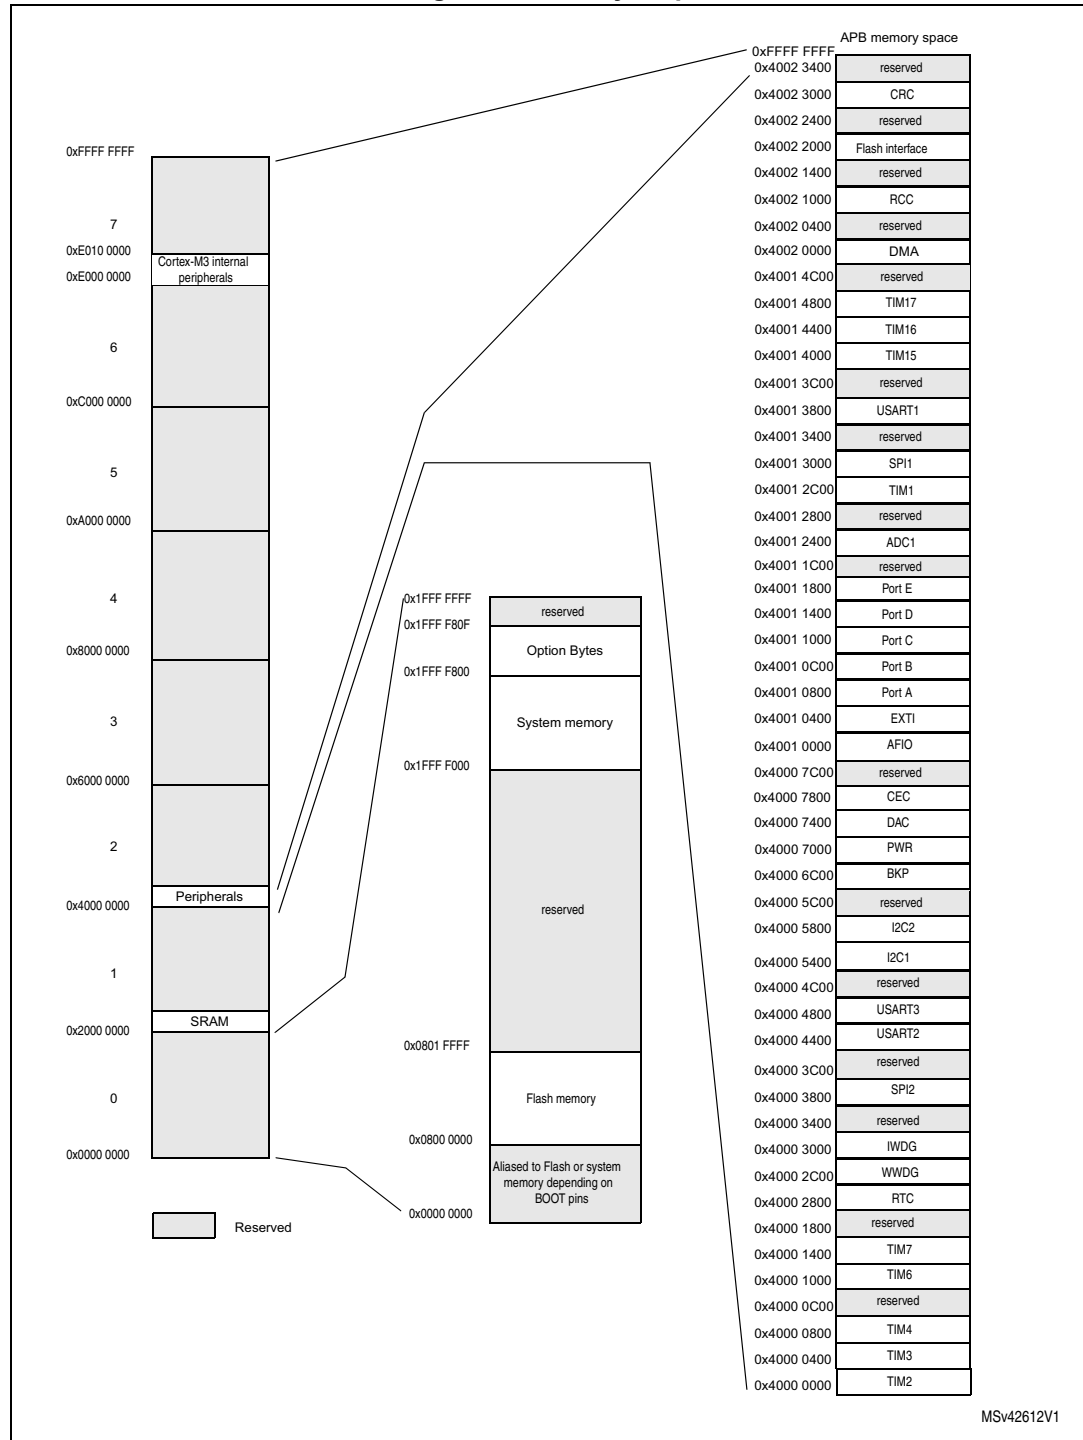 APB memory space
0xFFFF FFFF
0x4002 3400 reserved
0x4002 3000 CRC
0x4002 2400 reserved
0x4002 2000 Flash interface
0x4002 1400 reserved
0x4002 1000 RCC
0x4002 0400 reserved
0x4002 0000 DMA
0x4001 4C00 reserved
0x4001 4800 TIM17
0x4001 4400 TIM16
0x4001 4000 TIM15
0x4001 3C00 reserved
0x4001 3800 USART1
0x4001 3400 reserved
0x4001 3000 SPI1
0x4001 2C00 TIM1
0x4001 2800 reserved
0x4001 2400 ADC1
0x4001 1C00 reserved
0x4001 1800 Port E
0x4001 1400 Port D
0x4001 1000 Port C
0x4001 0C00 Port B
0x4001 0800 Port A
0x4001 0400 EXTI
0x4001 0000 AFIO
0x4000 7C00 reserved
0x4000 7800 CEC
0x4000 7400 DAC
0x4000 7000 PWR
0x4000 6C00 BKP
0x4000 5C00 reserved
0x4000 5800 I2C2
0x4000 5400 I2C1
0x4000 4C00 reserved
0x4000 4800 USART3
0x4000 4400 USART2
0x4000 3C00 reserved
0x4000 3800 SPI2
0x4000 3400 reserved
0x4000 3000 IWDG
0x4000 2C00 WWDG
0x4000 2800 RTC
0x4000 1800 reserved
0x4000 1400 TIM7
0x4000 1000 TIM6
0x4000 0C00 reserved
0x4000 0800 TIM4
0x4000 0400 TIM3
0x4000 0000 TIM2
0xFFFF FFFF
7
0xE010 0000
Cortex-M3 internal
0xE000 0000 peripherals
6
0xC000 0000
5
0xA000 0000
4
0x8000 0000
3
0x6000 0000
2
Peripherals
0x4000 0000
1
SRAM
0x2000 0000
0
0x0000 0000
Reserved
0x1FFF FFFF
reserved
0x1FFF F80F
Option Bytes
0x1FFF F800
System memory
0x1FFF F000
reserved
0x0801 FFFF
Flash memory
0x0800 0000
Aliased to Flash or system
memory depending on
BOOT pins
0x0000 0000
MSv42612V1